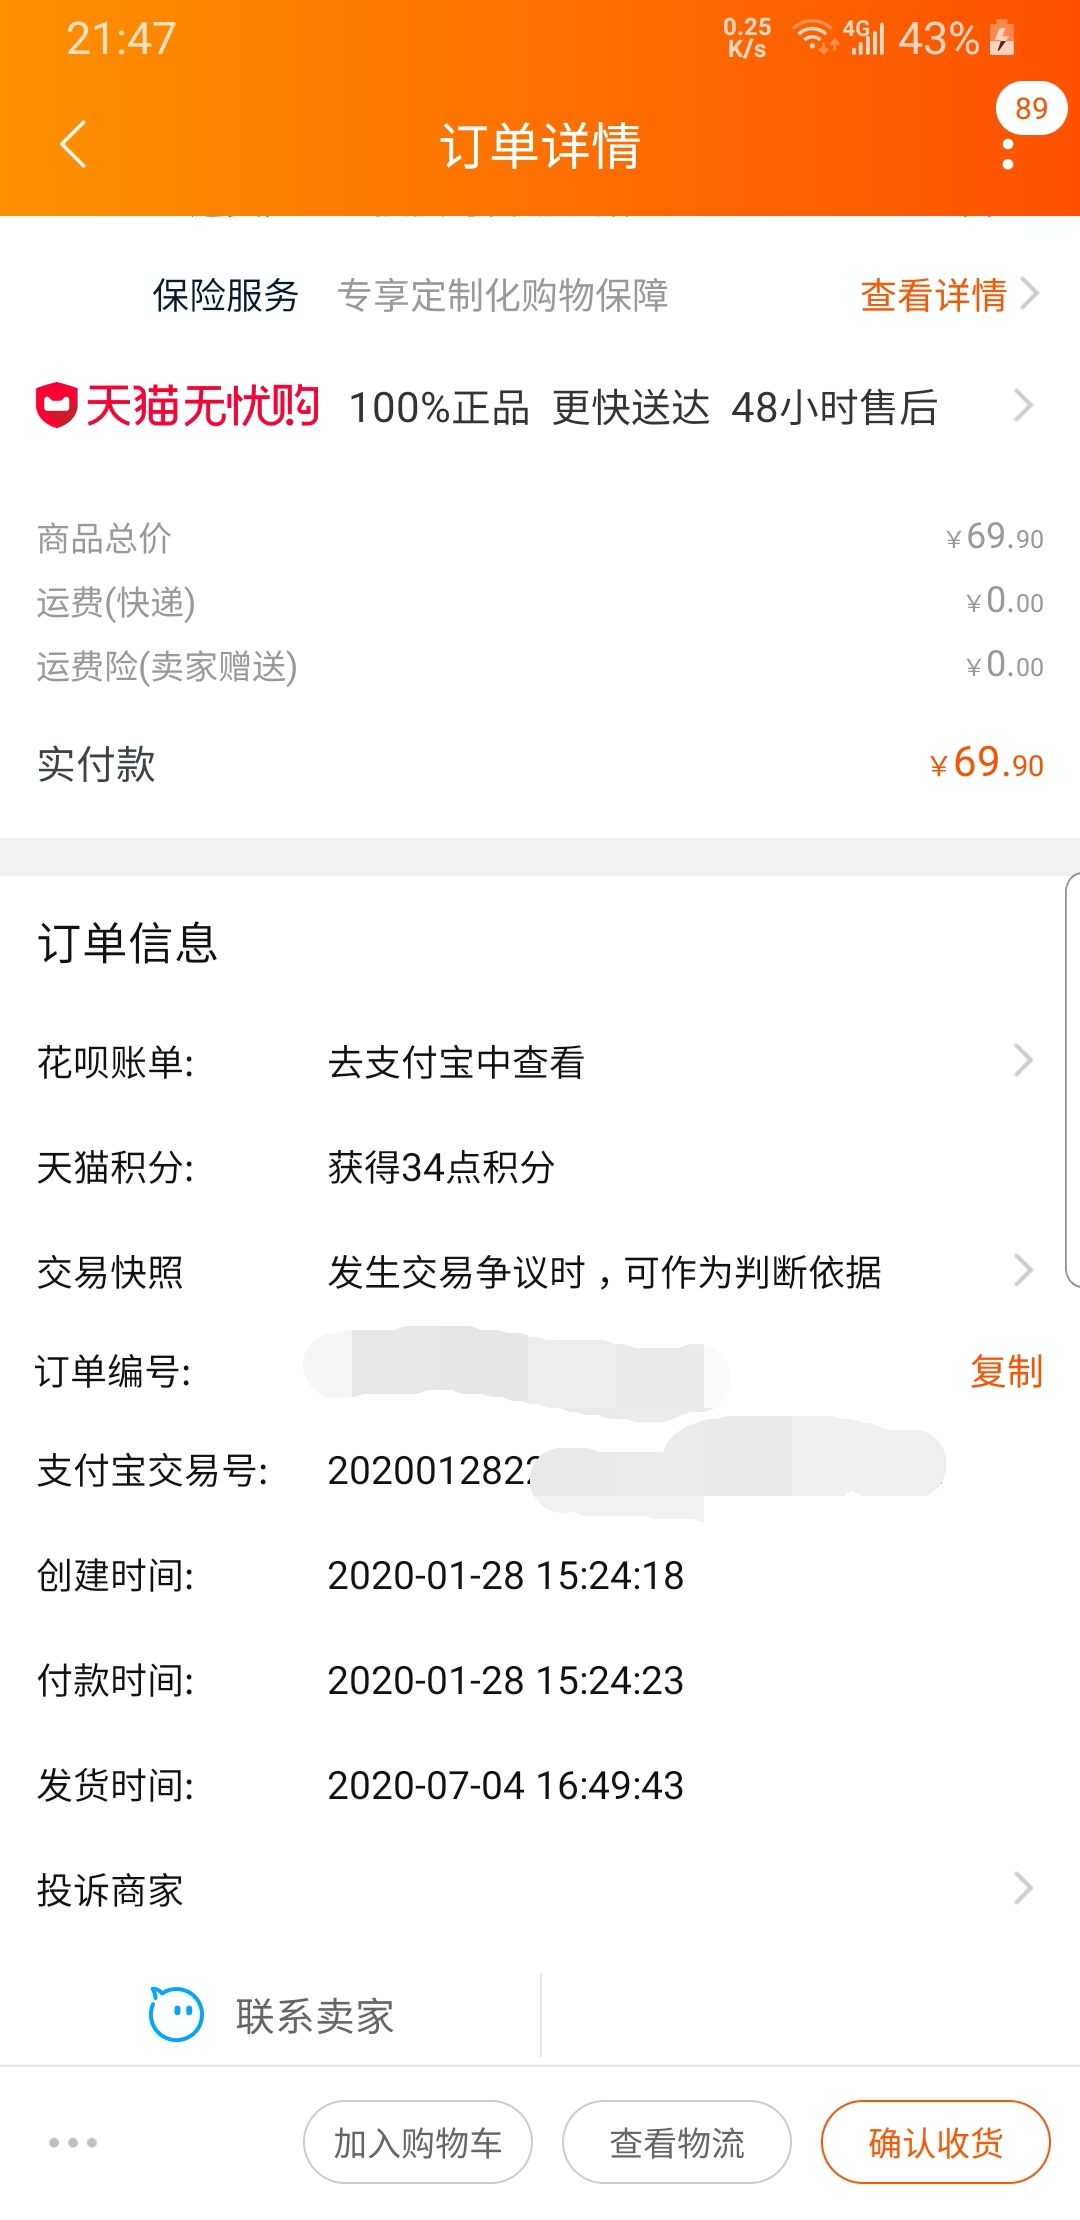 21:47
0.25 K/s 4G 43%
89
订单详情
保险服务 专享定制化购物保障 查看详情
天猫无忧购 100%正品 更快送达 48小时售后
商品总价 ¥69.90
运费(快递) ¥0.00
运费险(卖家赠送) ¥0.00
实付款 ¥69.90
订单信息
花呗账单: 去支付宝中查看
天猫积分: 获得34点积分
交易快照 发生交易争议时，可作为判断依据
订单编号: 复制
支付宝交易号: 202001282
创建时间: 2020-01-28 15:24:18
付款时间: 2020-01-28 15:24:23
发货时间: 2020-07-04 16:49:43
投诉商家
联系卖家
加入购物车 查看物流 确认收货